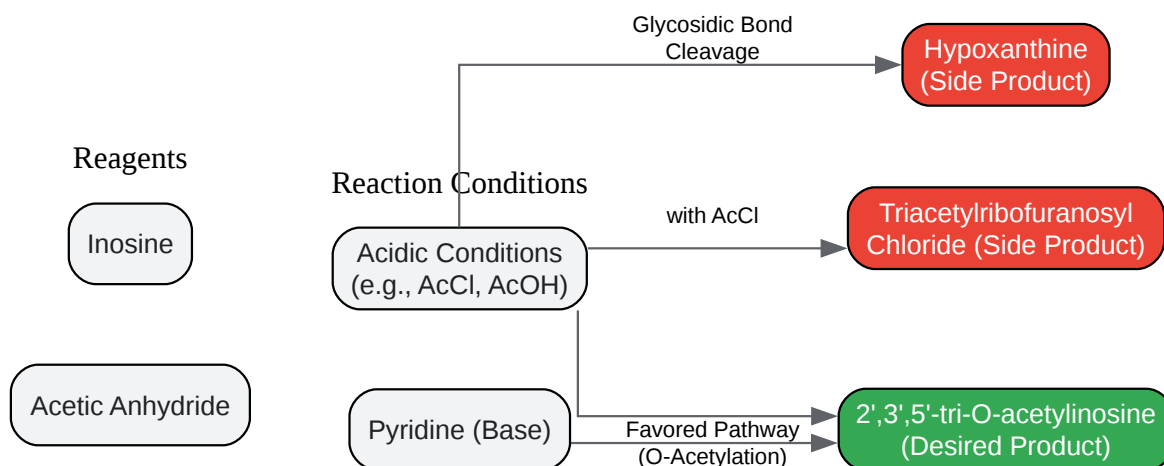 Glycosidic Bond
Cleavage
Hypoxanthine
(Side Product)
Reagents
Reaction Conditions
Inosine
Acidic Conditions
(e.g., AcCl, AcOH)
with AcCl
Triacetylribofuranosyl
Chloride (Side Product)
Acetic Anhydride
Pyridine (Base)
Favored Pathway
(O-Acetylation)
2',3',5'-tri-O-acetylinosine
(Desired Product)